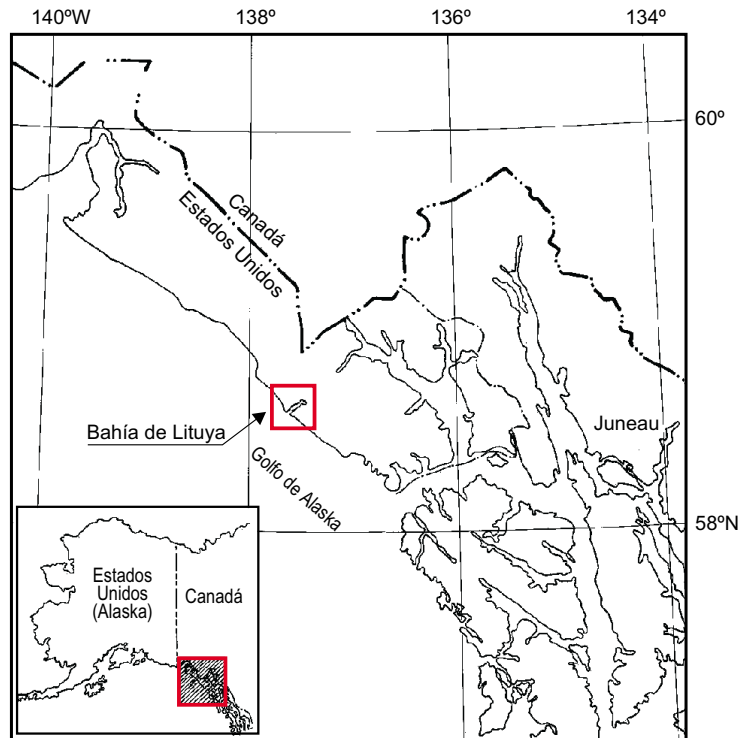 140ºW 138º 136º 134º
60º
Canadá
Estados Unidos
Juneau
Bahía de Lituya
Golfo de Alaska
58ºN
Estados
Unidos
(Alaska)
Canadá